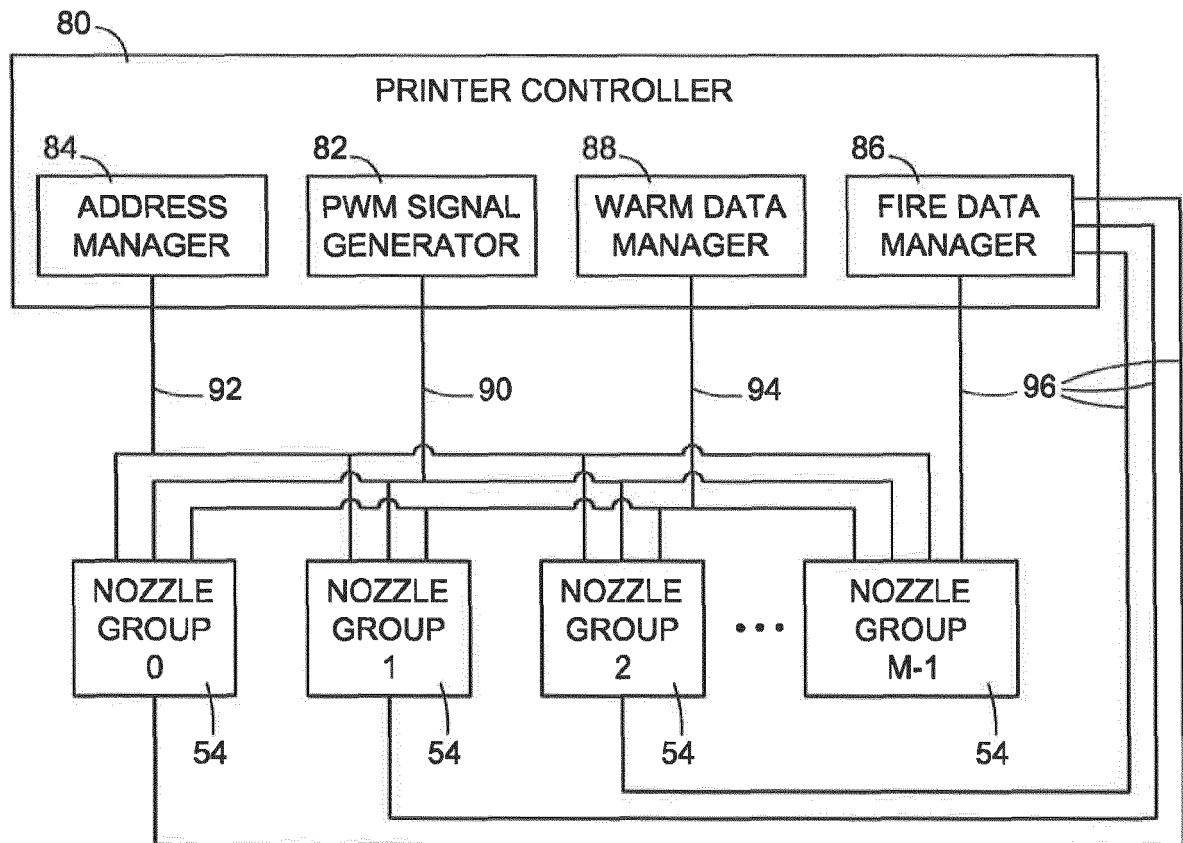 80
PRINTER CONTROLLER
84
82
88
86
ADDRESS
MANAGER
PWM SIGNAL
GENERATOR
WARM DATA
MANAGER
FIRE DATA
MANAGER
92
90
94
96
NOZZLE
GROUP
0
NOZZLE
GROUP
1
NOZZLE
GROUP
2
•••
NOZZLE
GROUP
M-1
54
54
54
54